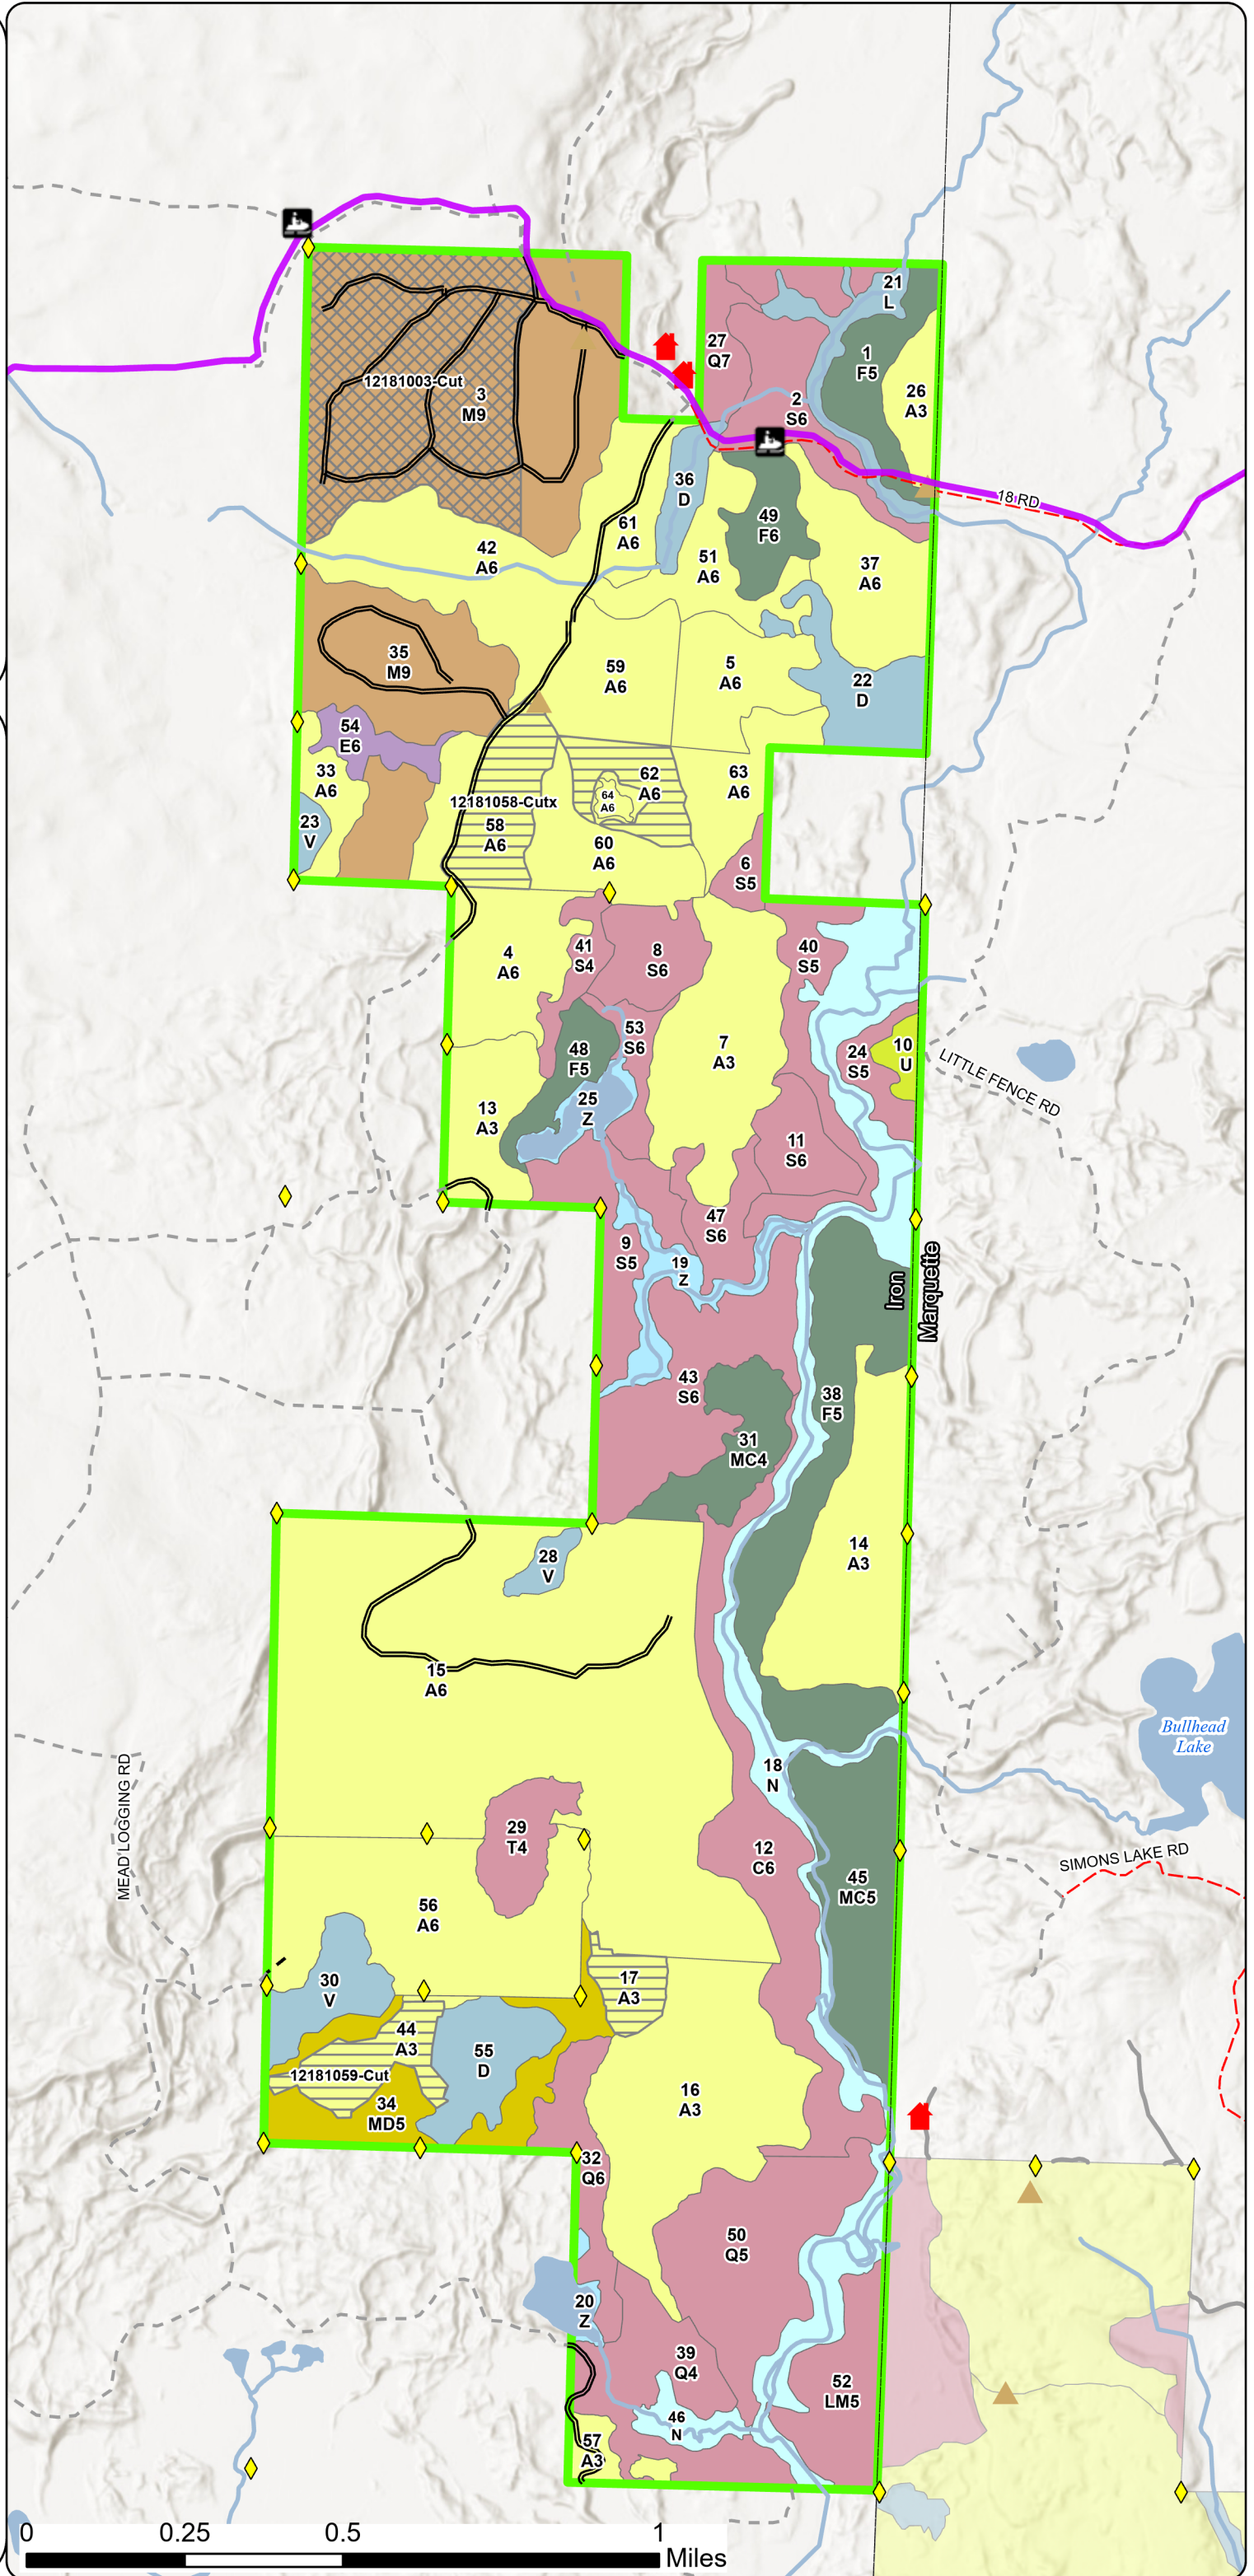 21
L
27
Q7
1
F5
12181003-Cut
3
M9
26
A3
2
S6
36
D
18 RD
61
A6
49
F6
42
A6
51
A6
37
A6
35
M9
59
A6
5
A6
22
D
54
E6
33
A6
62
A6
63
A6
64
A6
12181058-Cutx
23
V
58
A6
60
A6
6
S5
4
A6
41
S4
8
S6
40
S5
53
S6
7
A3
10
U
24
S5
48
F5
LITTLE FENCE RD
25
Z
13
A3
11
S6
47
S6
9
S5
19
Z
Iron
Marquette
43
S6
38
F5
31
MC4
14
A3
28
V
15
A6
Bullhead
Lake
18
N
MEAD LOGGING RD
29
T4
12
C6
SIMONS LAKE RD
45
MC5
56
A6
30
V
17
A3
44
A3
55
D
12181059-Cut
34
MD5
16
A3
32
Q6
50
Q5
20
Z
39
Q4
52
LM5
46
N
57
A3
0
0.25
0.5
1
Miles